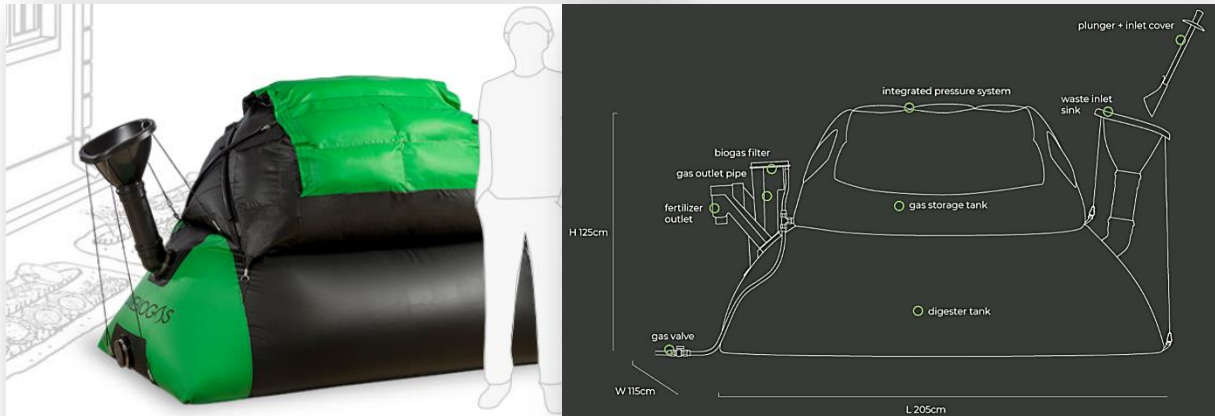 plunger + inlet cover
integrated pressure system
waste inlet
sink
biogas filter
gas outlet pipe
fertilizer
outlet
gas storage tank
H 125cm
digester tank
gas valve
W 115cm
L 205cm